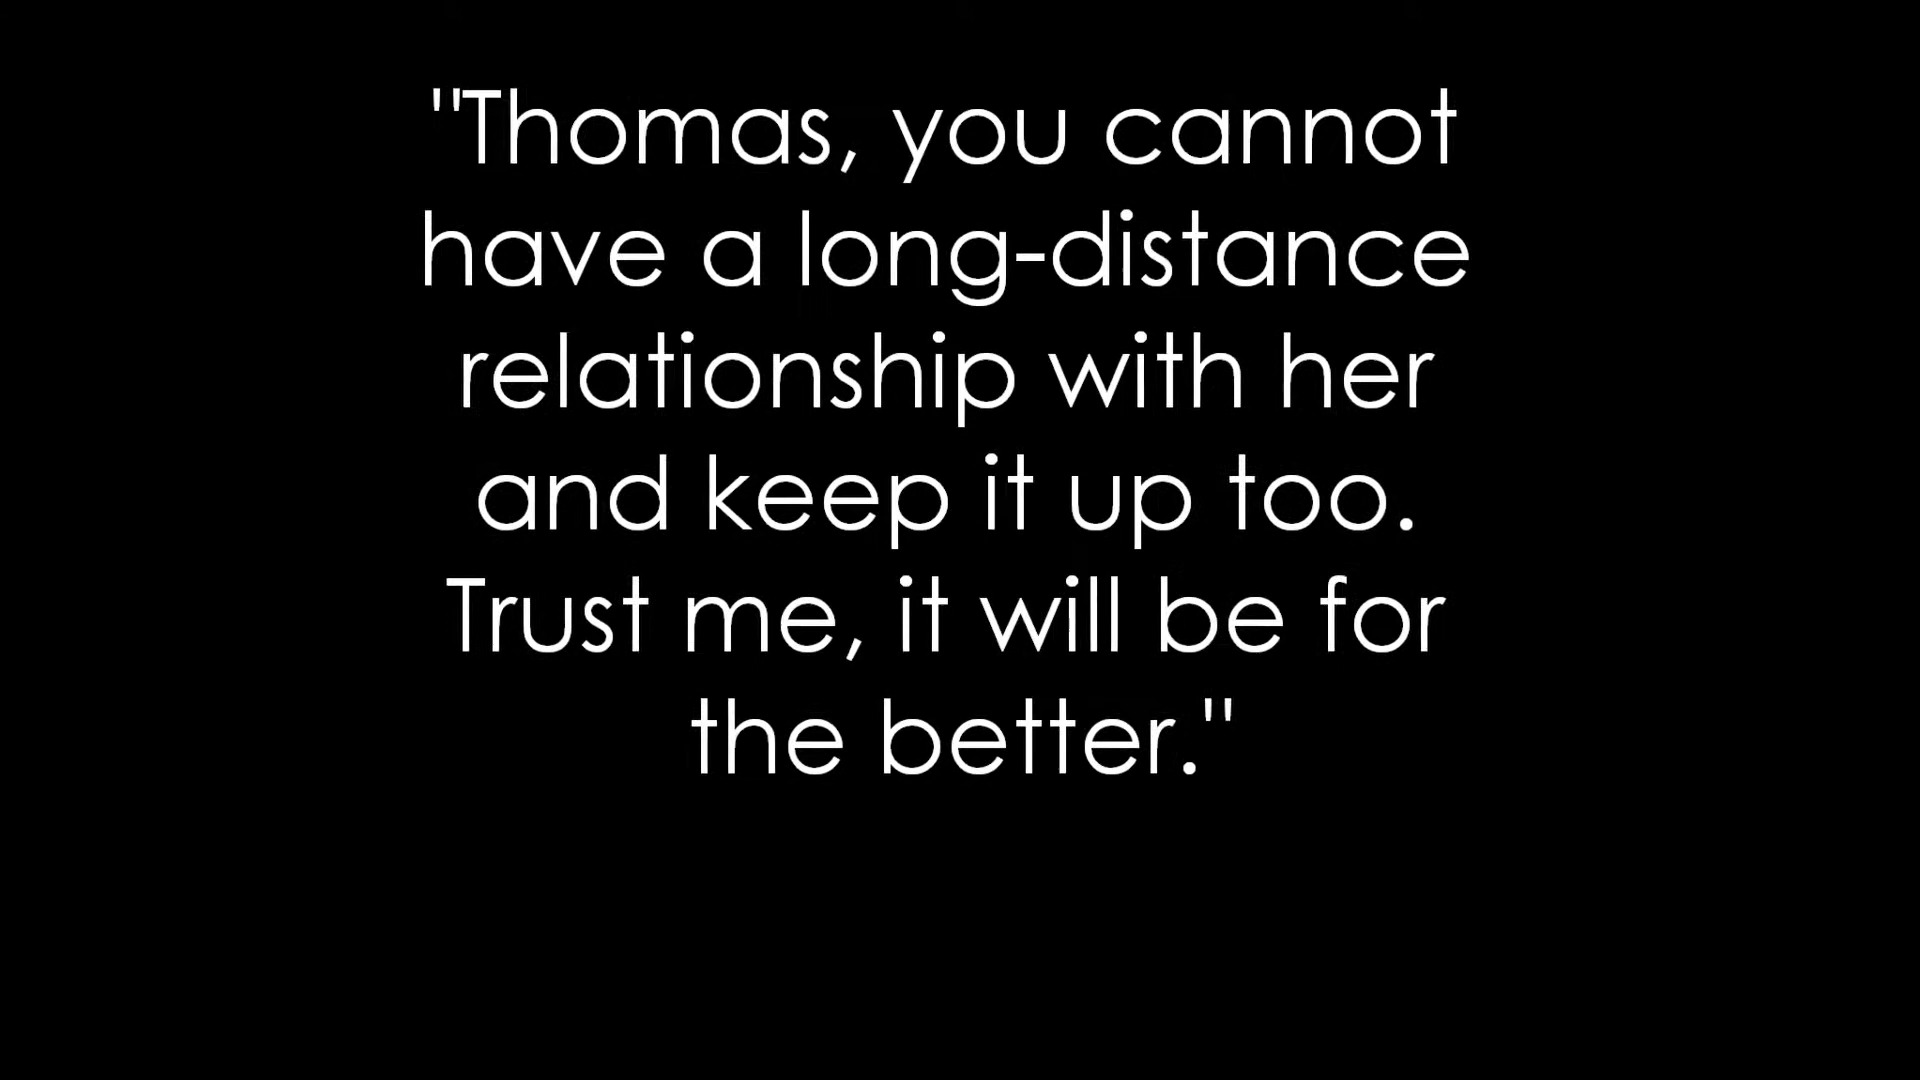 "Thomas, you cannot
have a long-distance
relationship with her
and keep it up too.
Trust me, it will be for
the better."